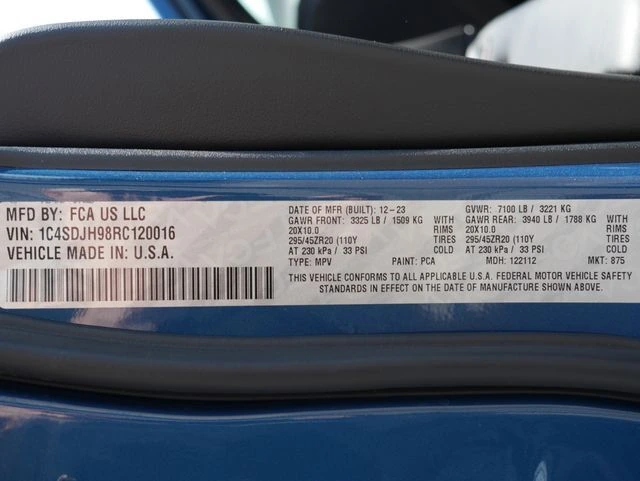 MFD BY: FCA US LLC
VIN: 1C4SDJH98RC120016
VEHICLE MADE IN: U.S.A.
DATE OF MFR (BUILT): 12-23 GVWR: 7100 LB / 3221 KG
GAWR FRONT: 3325 LB / 1509 KG WITH GAWR REAR: 3940 LB / 1788 KG WITH
20X10.0 RIMS 20X10.0 RIMS
295/45ZR20 (110Y TIRES 295/45ZR20 (110Y TIRES
AT 230 kPa / 33 PSI COLD AT 230 kPa / 33 PSI COLD
TYPE: MPV PAINT: PCA MDH: 122112 MKT: 875
THIS VEHICLE CONFORMS TO ALL APPLICABLE U.S.A. FEDERAL MOTOR VEHICLE SAFETY
STANDARDS IN EFFECT ON THE DATE OF MANUFACTURE SHOWN ABOVE.